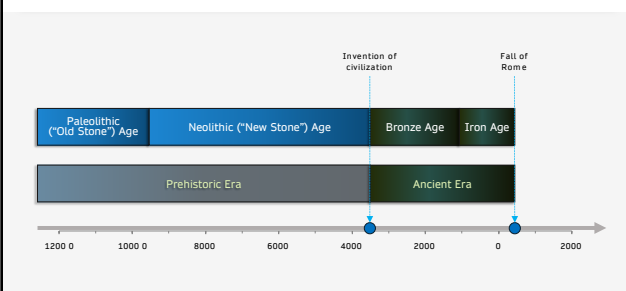 Invention of
civilization
Fall of
Rome
Paleolithic
("Old Stone") Age
Neolithic ("New Stone") Age
Bronze Age
Iron Age
Prehistoric Era
Ancient Era
1200 0
1000 0
8000
6000
4000
2000
0
2000